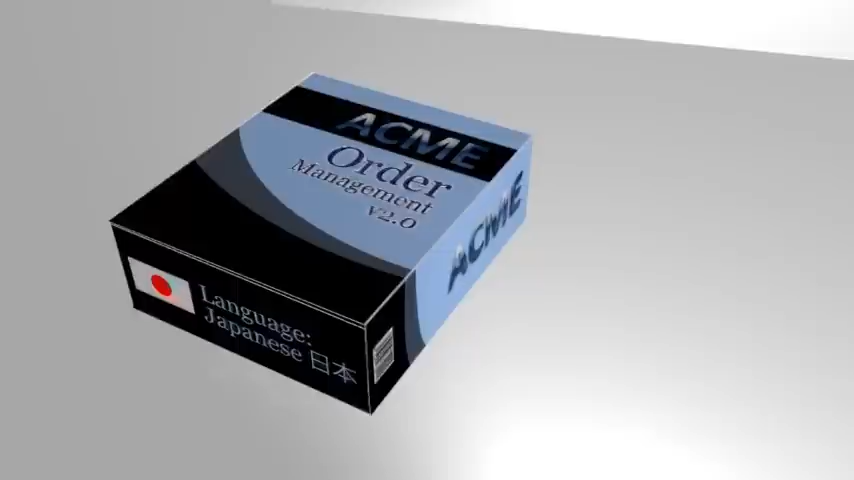 ACME
Order
Management
v2.0
ACME
Language:
Japanese 日本